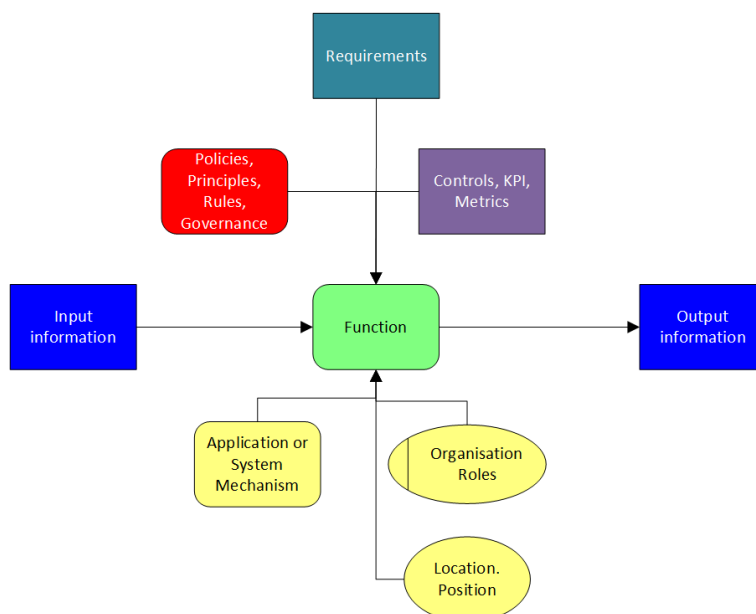 Requirements
Policies,
Principles,
Rules,
Governance
Controls, KPI,
Metrics
Input
information
Function
Output
information
Application or
System
Mechanism
Organisation
Roles
Location.
Position